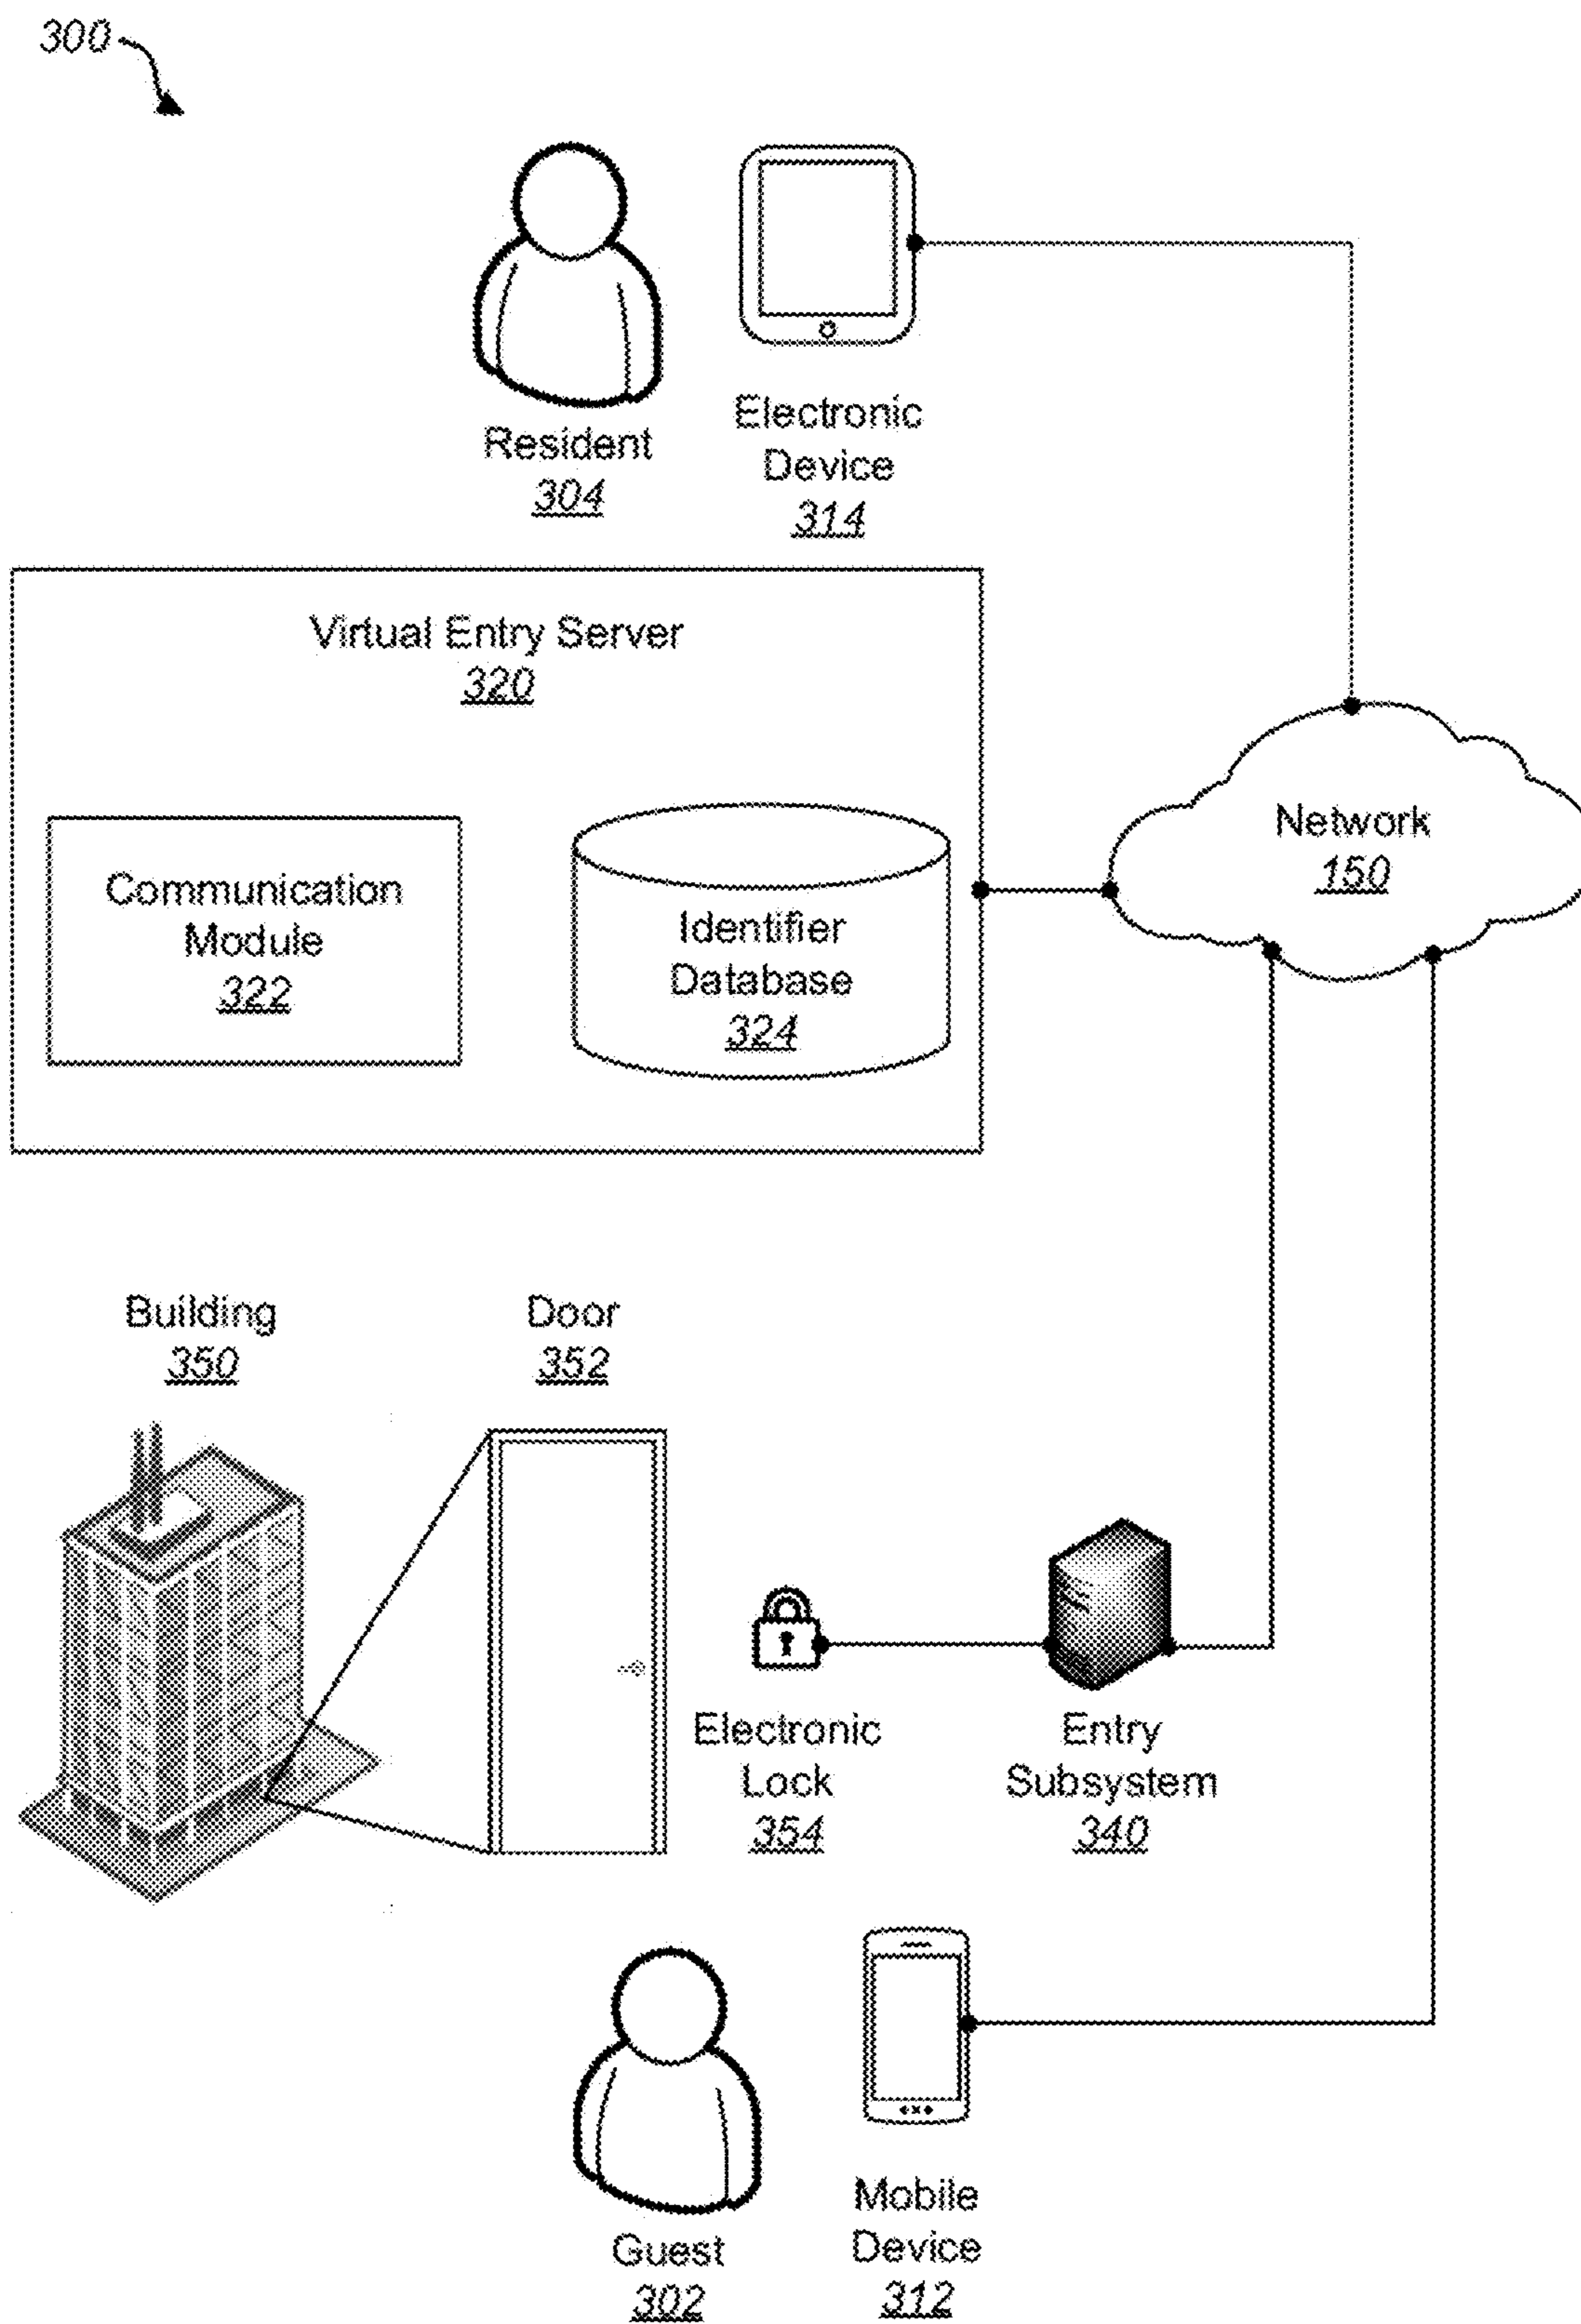 300
Resident
304
Electronic
Device
314
Virtual Entry Server
320
Communication
Module
322
Identifier
Database
324
Network
150
Building
350
Door
352
Electronic
Lock
354
Entry
Subsystem
340
Guest
302
Mobile
Device
312